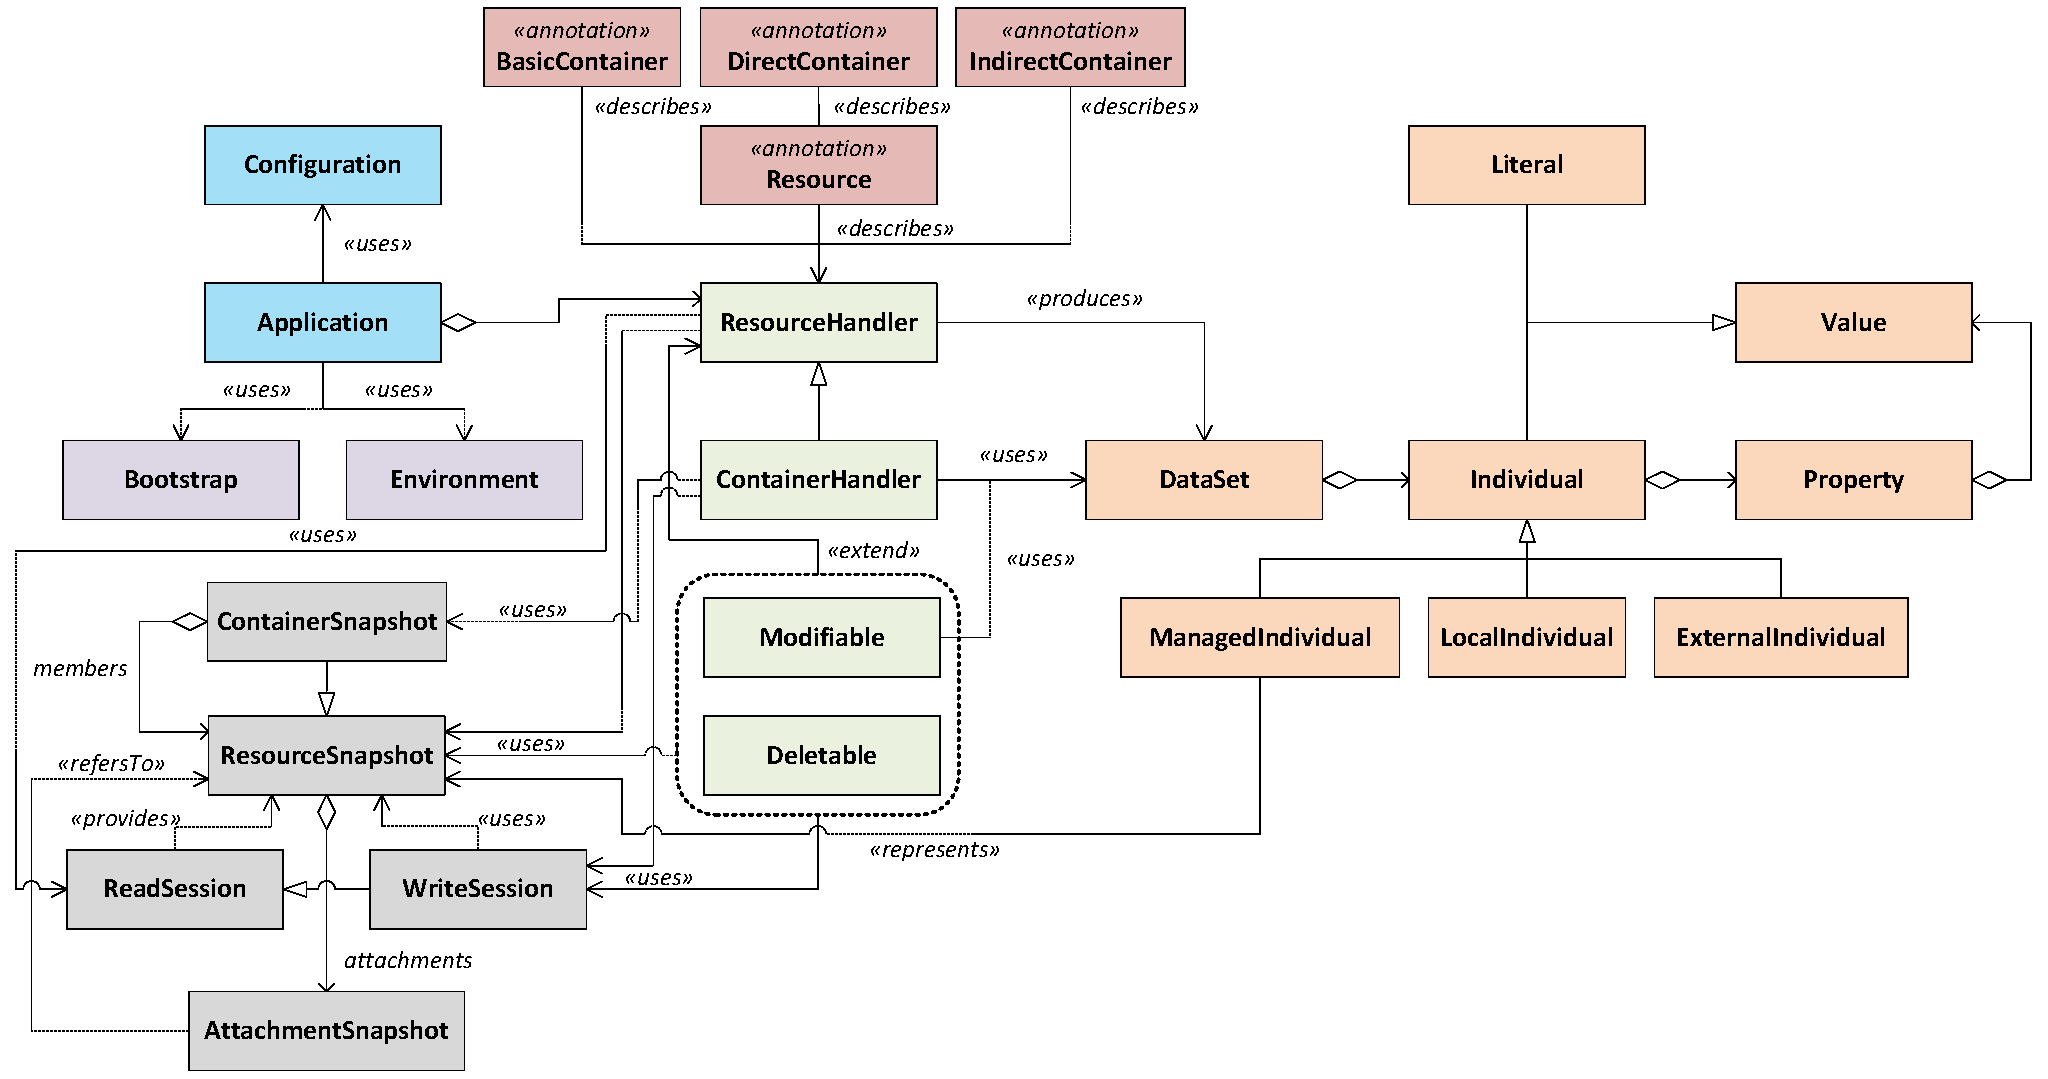 «annotation»
BasicContainer
«annotation»
DirectContainer
«annotation»
IndirectContainer
«describes»
«describes»
«describes»
Configuration
«annotation»
Resource
Literal
«uses»
«describes»
Application
ResourceHandler
«produces»
Value
«uses»
«uses»
Bootstrap
Environment
ContainerHandler
«uses»
DataSet
Individual
Property
«uses»
«extend»
«uses»
ContainerSnapshot
«uses»
Modifiable
ManagedIndividual
LocalIndividual
ExternalIndividual
members
ResourceSnapshot
«uses»
Deletable
«refersTo»
«provides»
«uses»
«represents»
ReadSession
WriteSession
«uses»
attachments
AttachmentSnapshot